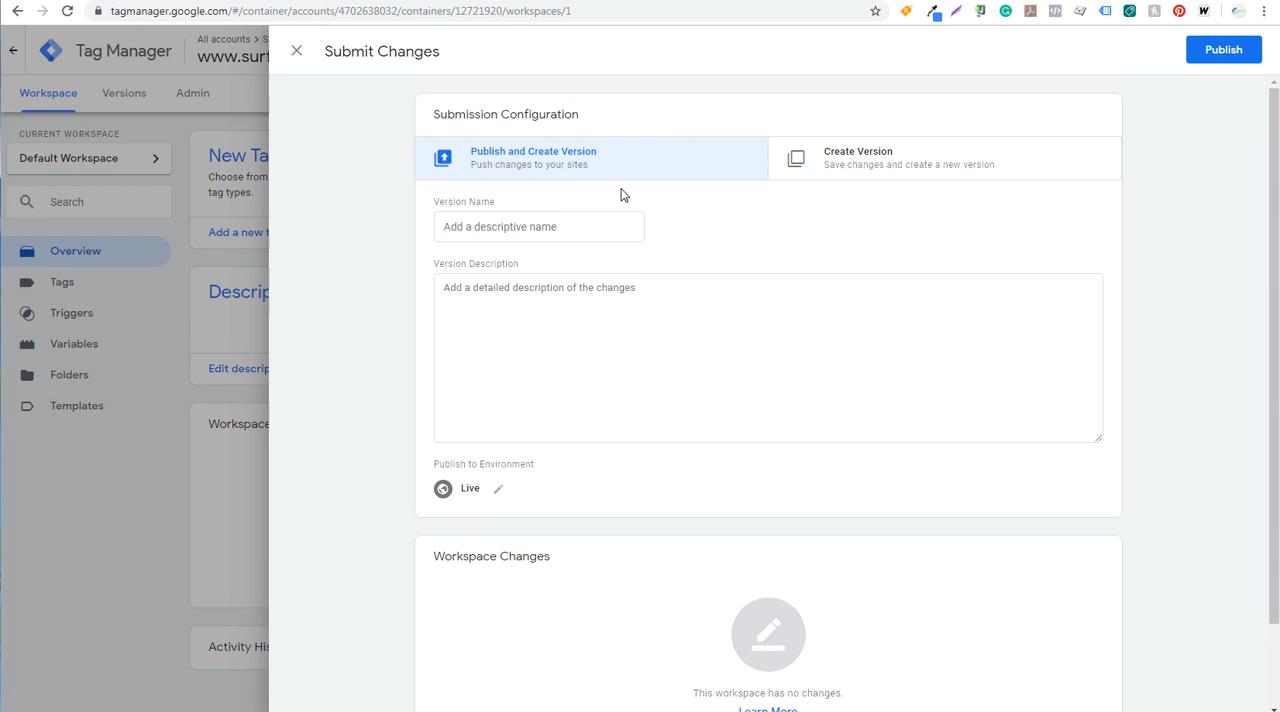 tagmanager.google.com/#/container/accounts/4702638032/containers/12721920/workspaces/1
Tag Manager
All accounts > S
www.surf
Submit Changes
Publish
Workspace
Versions
Admin
CURRENT WORKSPACE
Default Workspace
Search
Overview
Tags
Triggers
Variables
Folders
Templates
New Ta
Choose from
tag types.
Add a new t
Descrip
Edit descrip
Workspace
Activity His
Submission Configuration
Publish and Create Version
Push changes to your sites
Create Version
Save changes and create a new version
Version Name
Add a descriptive name
Version Description
Add a detailed description of the changes
Publish to Environment
Live
Workspace Changes
This workspace has no changes.
Learn More